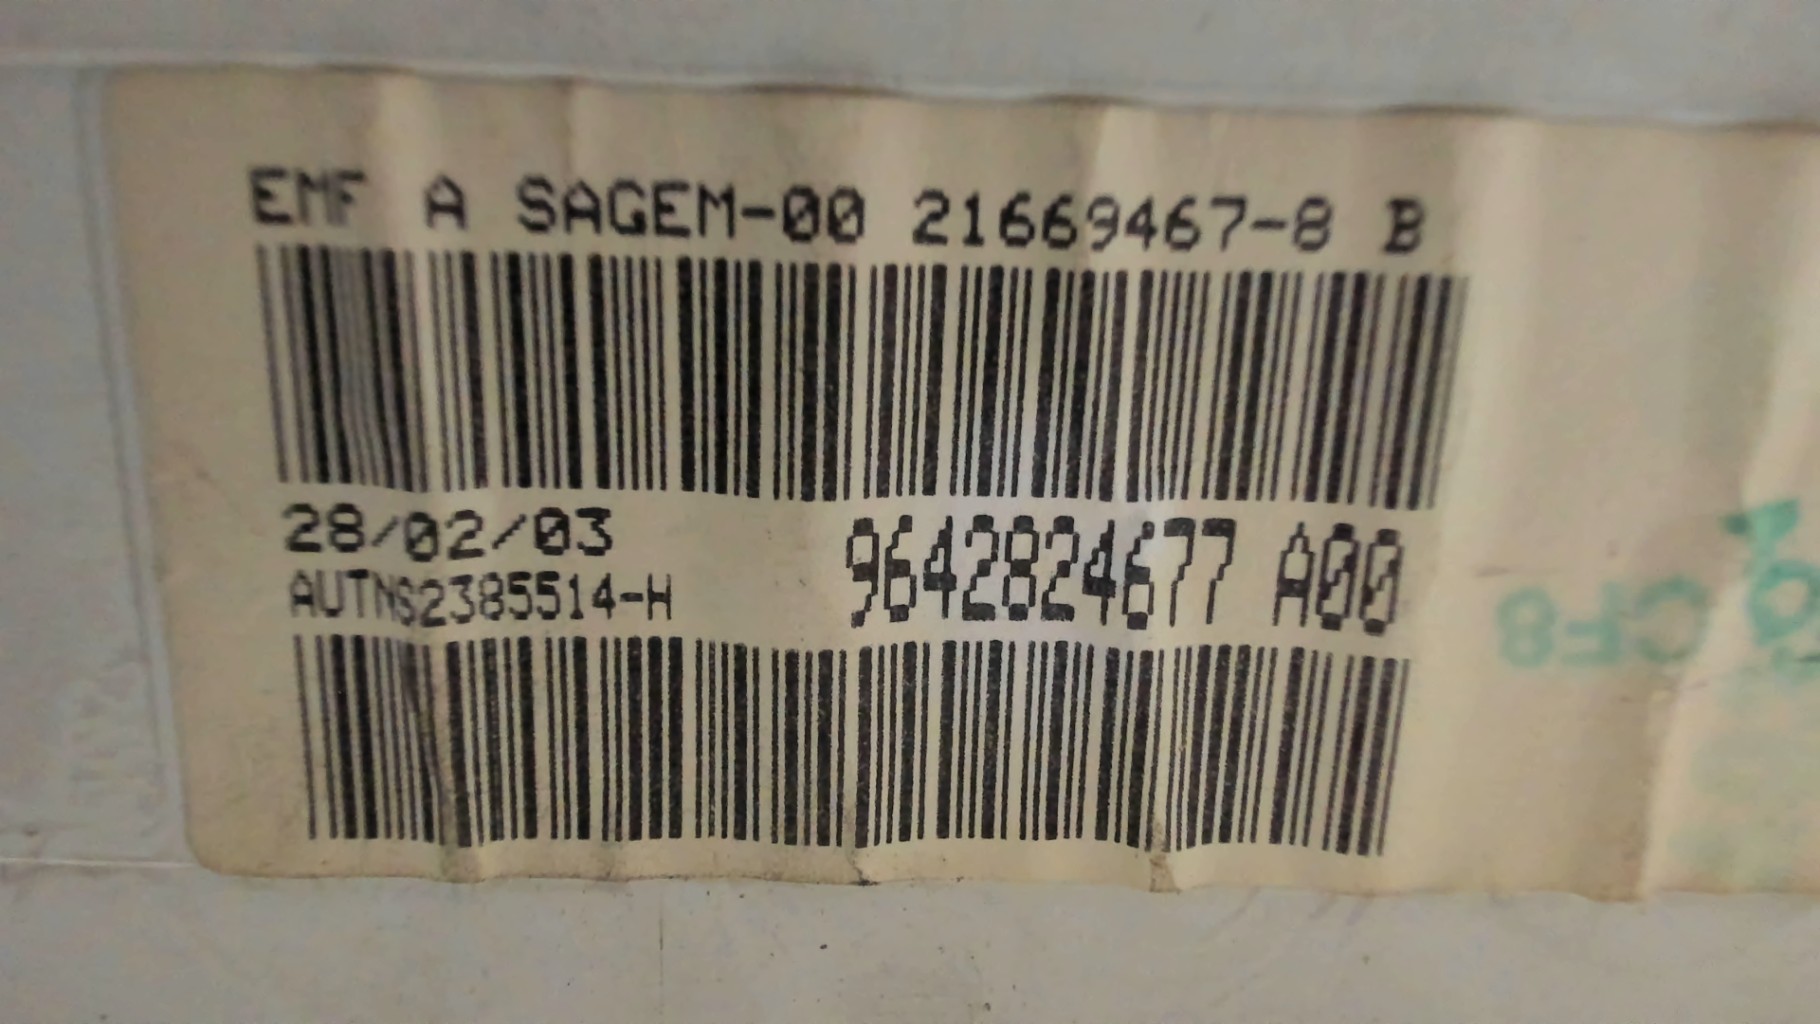 EMF A SAGEM-00 21669467-8 B
28/02/03
9642824677 A00
AUTNS2385514-H